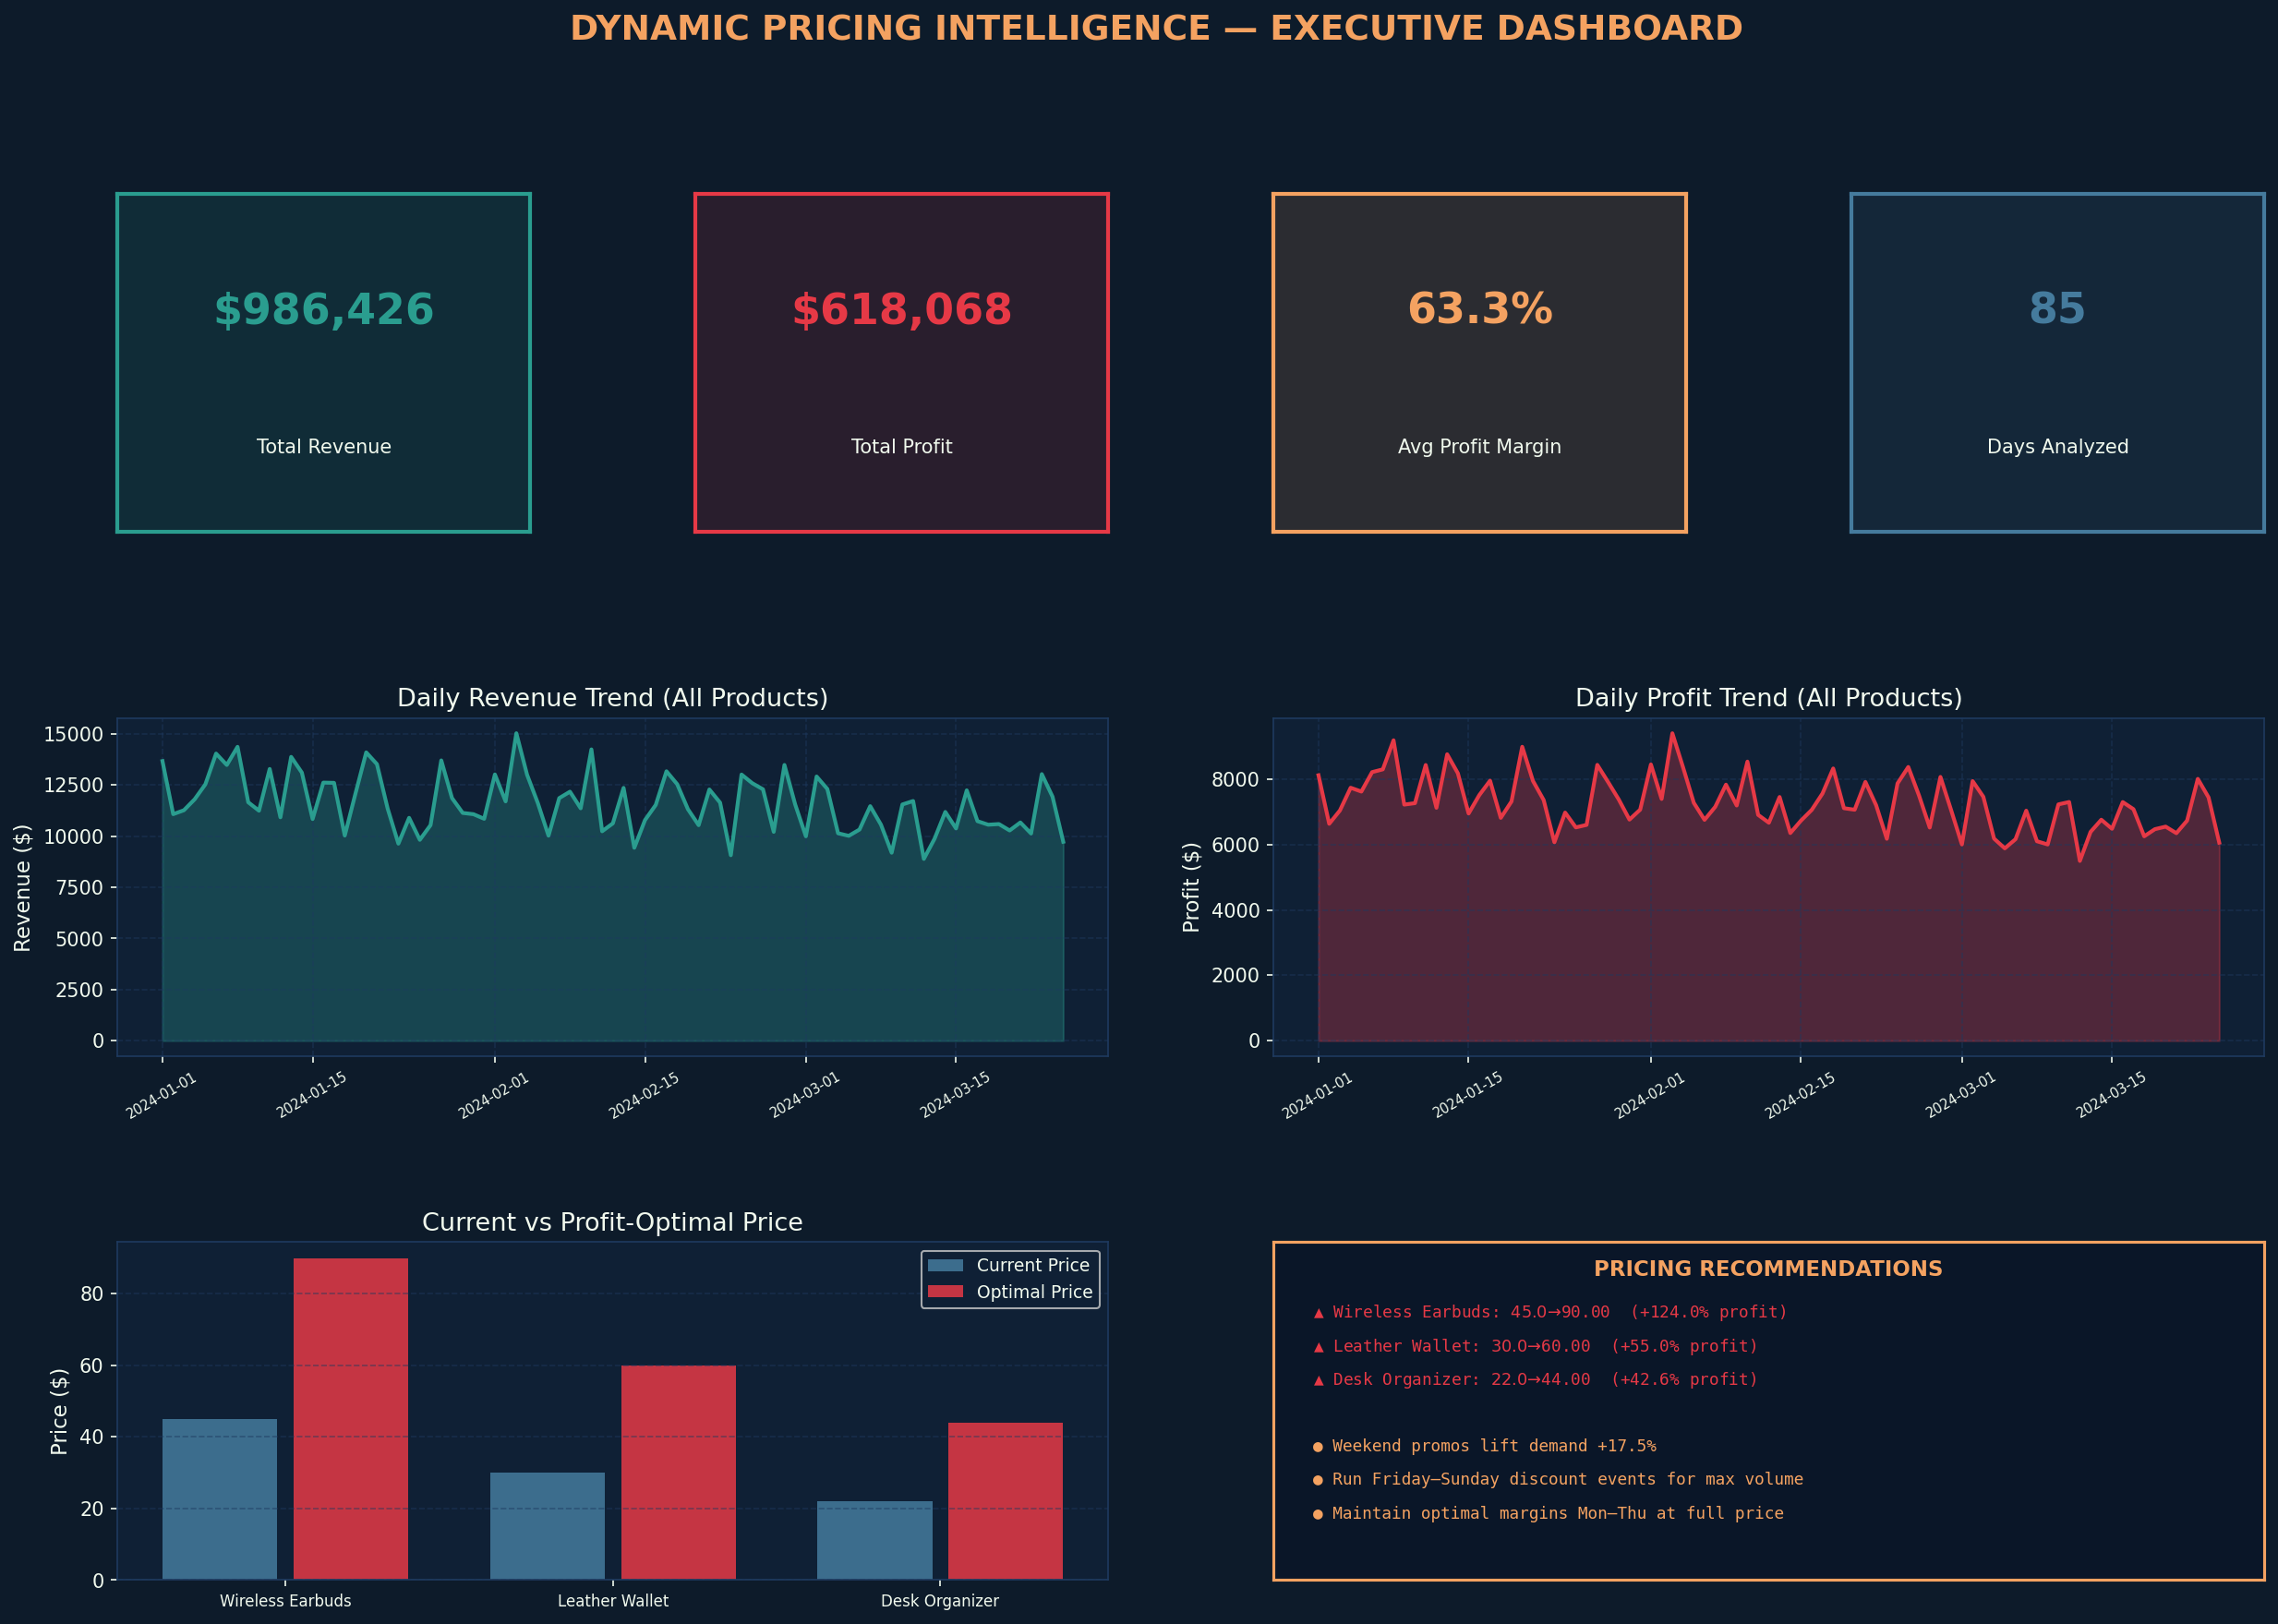 DYNAMIC PRICING INTELLIGENCE — EXECUTIVE DASHBOARD
$986,426
Total Revenue
$618,068
Total Profit
63.3%
Avg Profit Margin
85
Days Analyzed
Daily Revenue Trend (All Products)
Revenue ($)
15000
12500
10000
7500
5000
2500
0
2024-01-01
2024-01-15
2024-02-01
2024-02-15
2024-03-01
2024-03-15
Daily Profit Trend (All Products)
Profit ($)
8000
6000
4000
2000
0
2024-01-01
2024-01-15
2024-02-01
2024-02-15
2024-03-01
2024-03-15
Current vs Profit-Optimal Price
Current Price
Optimal Price
Price ($)
80
60
40
20
0
Wireless Earbuds
Leather Wallet
Desk Organizer
PRICING RECOMMENDATIONS
▲ Wireless Earbuds: 45.0→90.00 (+124.0% profit)
▲ Leather Wallet: 30.0→60.00 (+55.0% profit)
▲ Desk Organizer: 22.0→44.00 (+42.6% profit)
● Weekend promos lift demand +17.5%
● Run Friday–Sunday discount events for max volume
● Maintain optimal margins Mon–Thu at full price